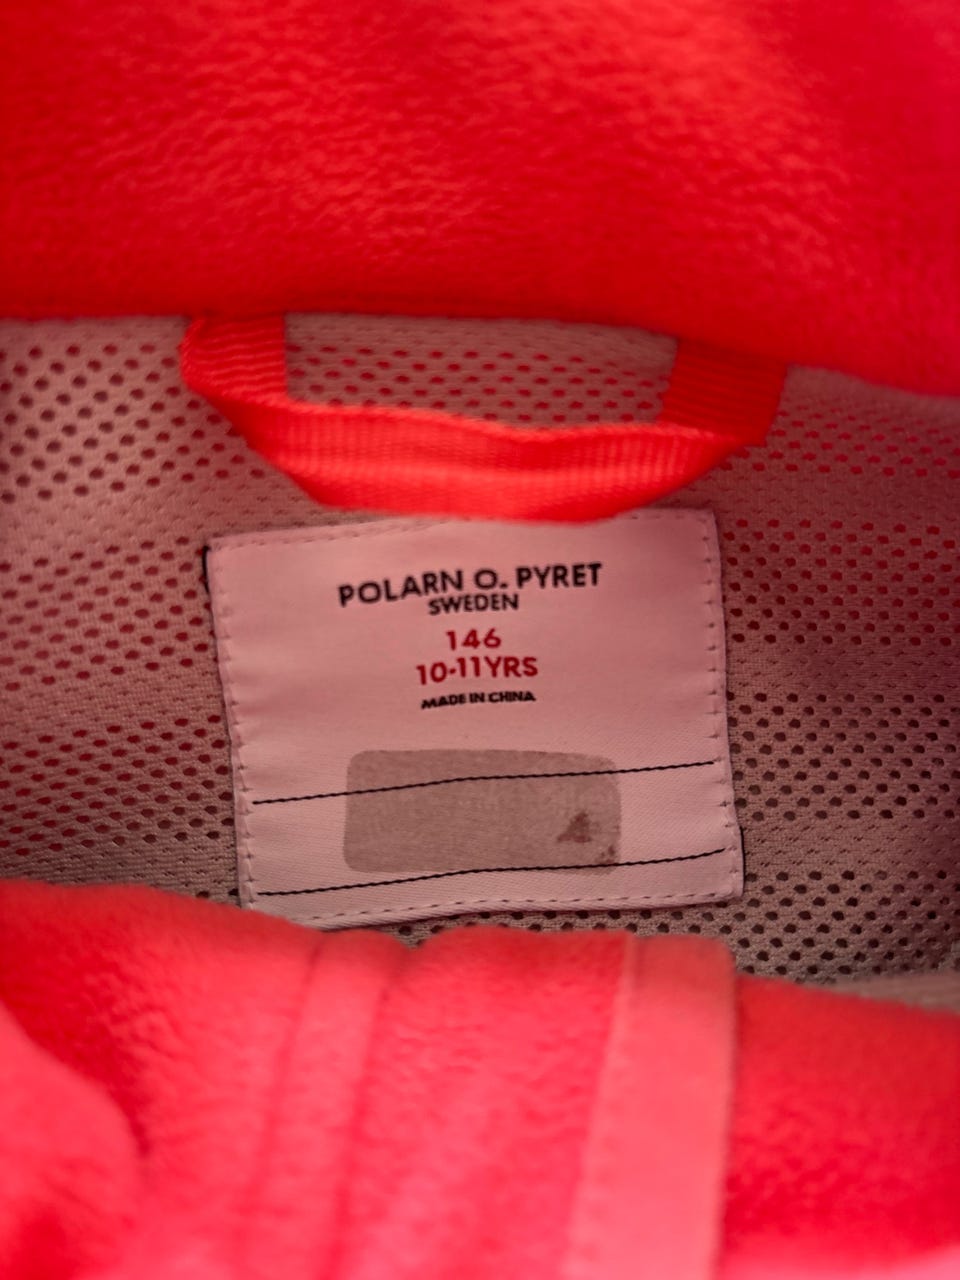 POLARN O. PYRET
SWEDEN
146
10-11YRS
MADE IN CHINA